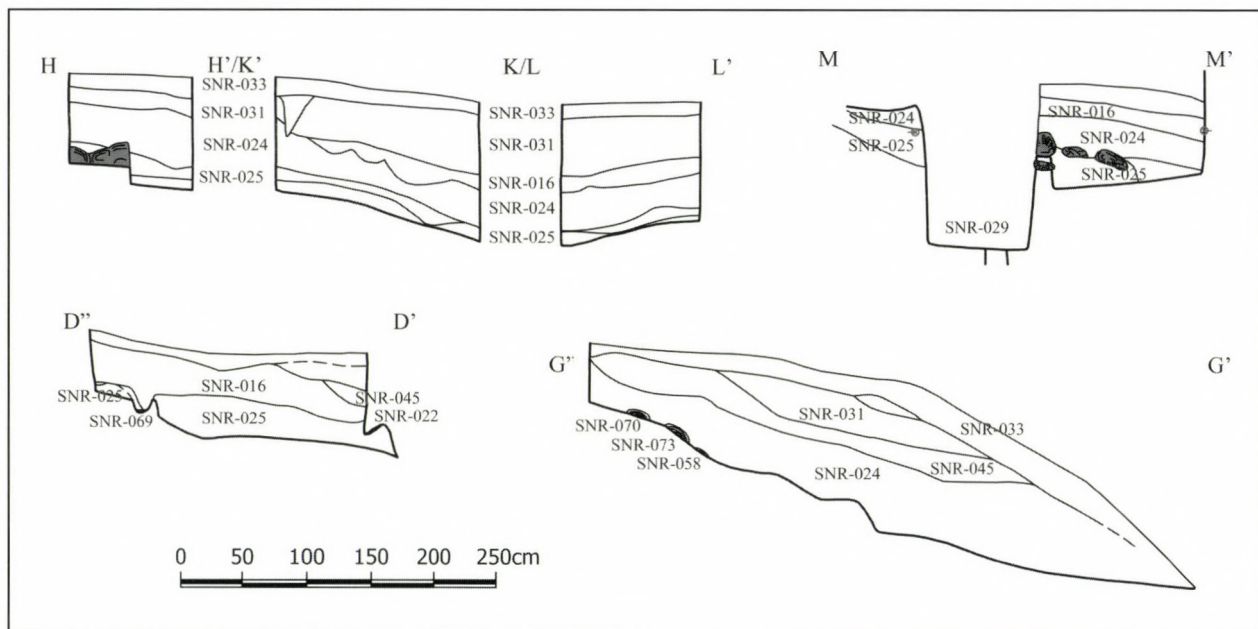 H H’/K’ K/L L’ M M’
SNR-033
SNR-031
SNR-024
SNR-025
SNR-033
SNR-031
SNR-016
SNR-024
SNR-025
SNR-024
SNR-025
SNR-029
SNR-016
SNR-024
SNR-025
D’’ D’
SNR-016
SNR-025
SNR-045
SNR-069
SNR-025
SNR-022
G’’ G’
SNR-031
SNR-033
SNR-070
SNR-073
SNR-058
SNR-024
SNR-045
0 50 100 150 200 250cm